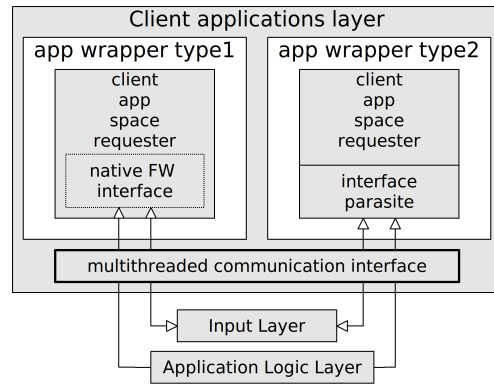 Client applications layer
app wrapper type1
client
app
space
requester
native FW
interface
app wrapper type2
client
app
space
requester
interface
parasite
multithreaded communication interface
Input Layer
Application Logic Layer